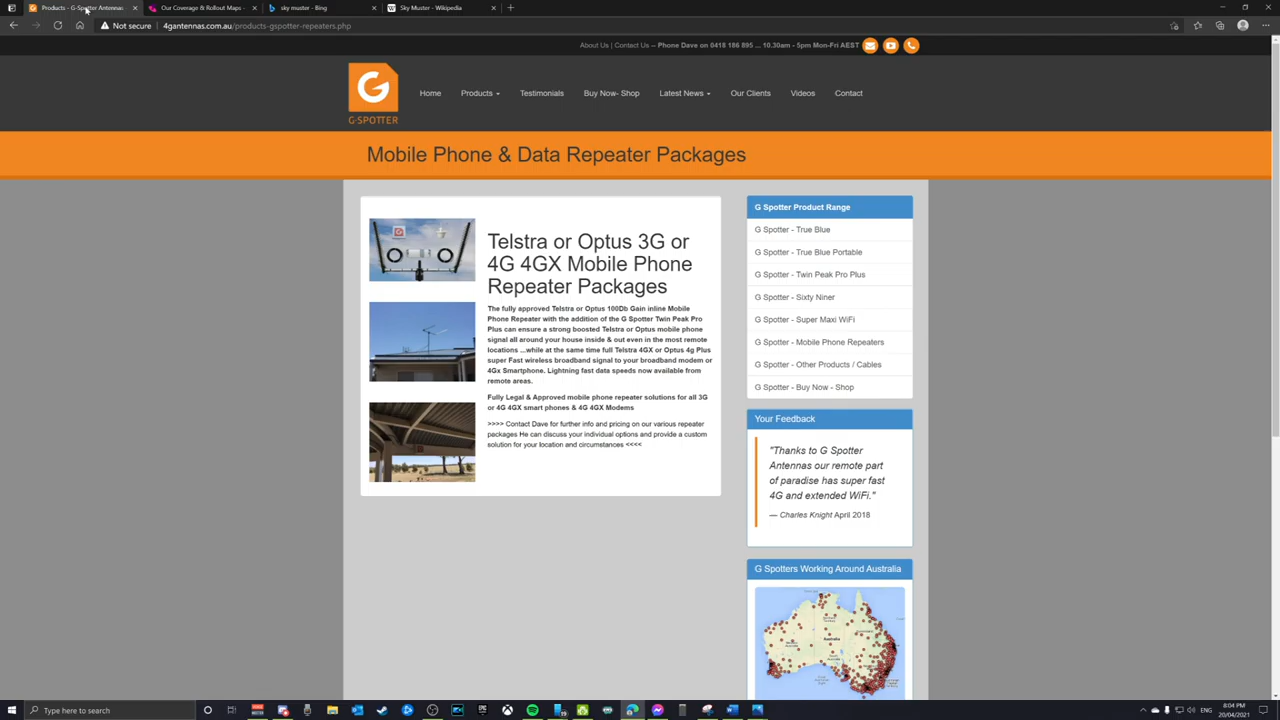 Products - G-Spotter Antennas
Our Coverage & Rollout Maps -
sky muster - Bing
Sky Muster - Wikipedia
Not secure
4gantennas.com.au/products-gspotter-repeaters.php
About Us | Contact Us -- Phone Dave on 0418 186 895 ... 10.30am - 5pm Mon-Fri AEST
G
G-SPOTTER
Home
Products
Testimonials
Buy Now- Shop
Latest News
Our Clients
Videos
Contact
Mobile Phone & Data Repeater Packages
Telstra or Optus 3G or
4G 4GX Mobile Phone
Repeater Packages
The fully approved Telstra or Optus 100Db Gain inline Mobile
Phone Repeater with the addition of the G Spotter Twin Peak Pro
Plus can ensure a strong boosted Telstra or Optus mobile phone
signal all around your house inside & out even in the most remote
locations ...while at the same time full Telstra 4GX or Optus 4g Plus
super Fast wireless broadband signal to your broadband modem or
4Gx Smartphone. Lightning fast data speeds now available from
remote areas.
Fully Legal & Approved mobile phone repeater solutions for all 3G
or 4G 4GX smart phones & 4G 4GX Modems
>>>> Contact Dave for further info and pricing on our various repeater
packages He can discuss your individual options and provide a custom
solution for your location and circumstances <<<<
G Spotter Product Range
G Spotter - True Blue
G Spotter - True Blue Portable
G Spotter - Twin Peak Pro Plus
G Spotter - Sixty Niner
G Spotter - Super Maxi WiFi
G Spotter - Mobile Phone Repeaters
G Spotter - Other Products / Cables
G Spotter - Buy Now - Shop
Your Feedback
"Thanks to G Spotter
Antennas our remote part
of paradise has super fast
4G and extended WiFi."
— Charles Knight April 2018
G Spotters Working Around Australia
Type here to search
ENG
8:04 PM
20/04/2021